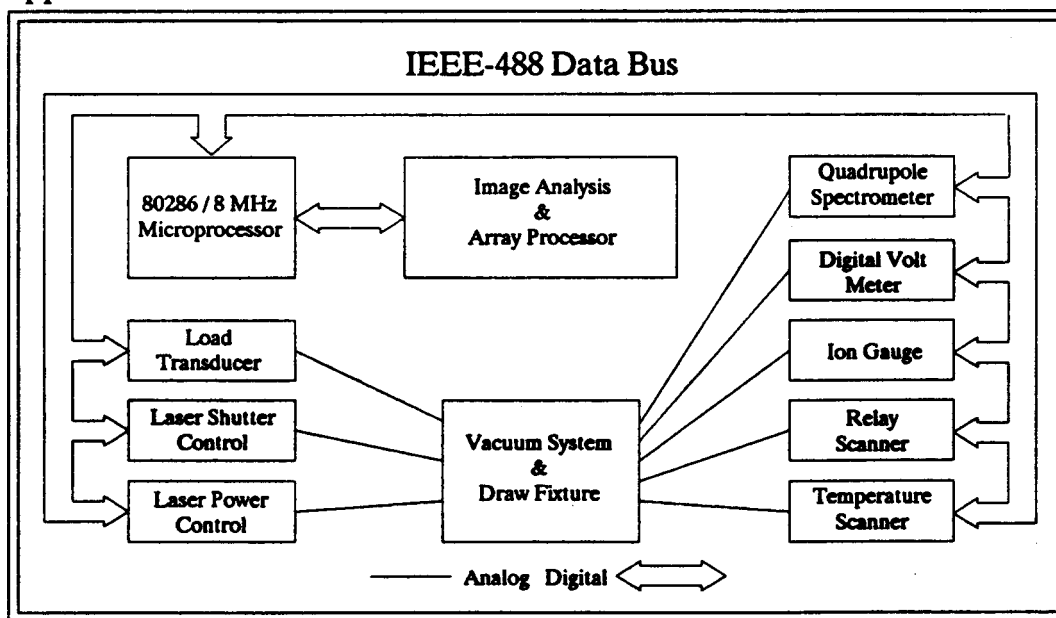 IEEE-488 Data Bus
80286 / 8 MHz
Microprocessor
Image Analysis
&
Array Processor
Quadrupole
Spectrometer
Digital Volt
Meter
Load
Transducer
Ion Gauge
Laser Shutter
Control
Vacuum System
&
Draw Fixture
Relay
Scanner
Laser Power
Control
Temperature
Scanner
Analog Digital